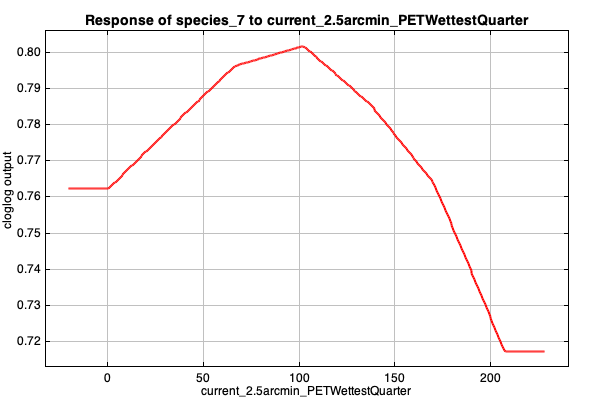 Response of species_7 to current_2.5arcmin_PETWettestQuarter
0.80
0.79
0.78
0.77
0.76
0.75
0.74
0.73
0.72
cloglog output
0 50 100 150 200
current_2.5arcmin_PETWettestQuarter